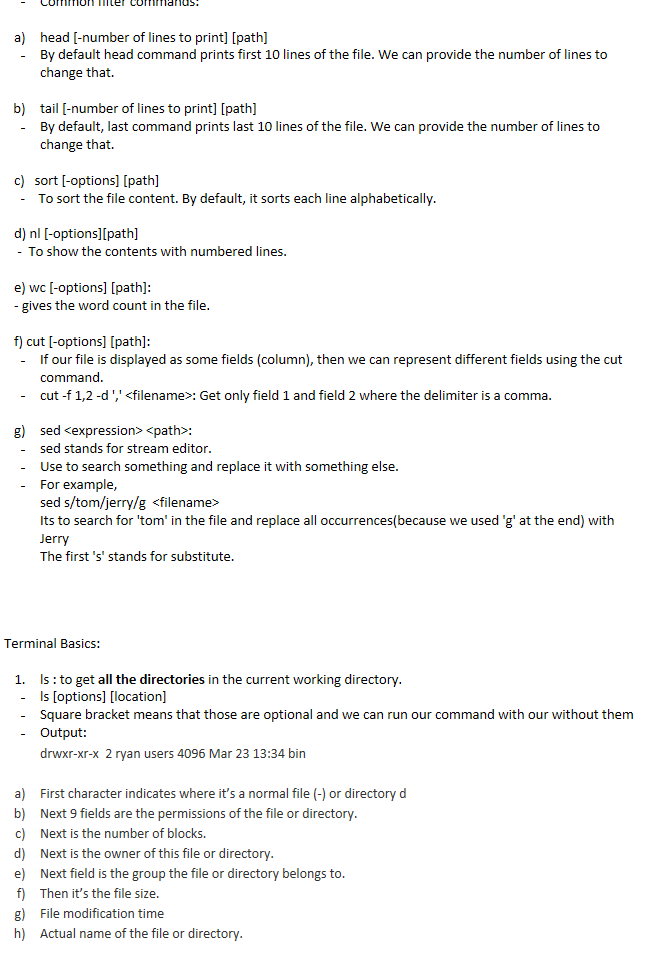 - Common filter commands:
a) head [-number of lines to print] [path]
- By default head command prints first 10 lines of the file. We can provide the number of lines to
change that.
b) tail [-number of lines to print] [path]
- By default, last command prints last 10 lines of the file. We can provide the number of lines to
change that.
c) sort [-options] [path]
- To sort the file content. By default, it sorts each line alphabetically.
d) nl [-options][path]
- To show the contents with numbered lines.
e) wc [-options] [path]:
- gives the word count in the file.
f) cut [-options] [path]:
- If our file is displayed as some fields (column), then we can represent different fields using the cut
command.
- cut -f 1,2 -d ',' <filename>: Get only field 1 and field 2 where the delimiter is a comma.
g) sed <expression> <path>:
- sed stands for stream editor.
- Use to search something and replace it with something else.
- For example,
sed s/tom/jerry/g <filename>
Its to search for 'tom' in the file and replace all occurrences(because we used 'g' at the end) with
Jerry
The first 's' stands for substitute.
Terminal Basics:
1. ls : to get all the directories in the current working directory.
- ls [options] [location]
- Square bracket means that those are optional and we can run our command with our without them
- Output:
drwxr-xr-x 2 ryan users 4096 Mar 23 13:34 bin
a) First character indicates where it's a normal file (-) or directory d
b) Next 9 fields are the permissions of the file or directory.
c) Next is the number of blocks.
d) Next is the owner of this file or directory.
e) Next field is the group the file or directory belongs to.
f) Then it's the file size.
g) File modification time
h) Actual name of the file or directory.